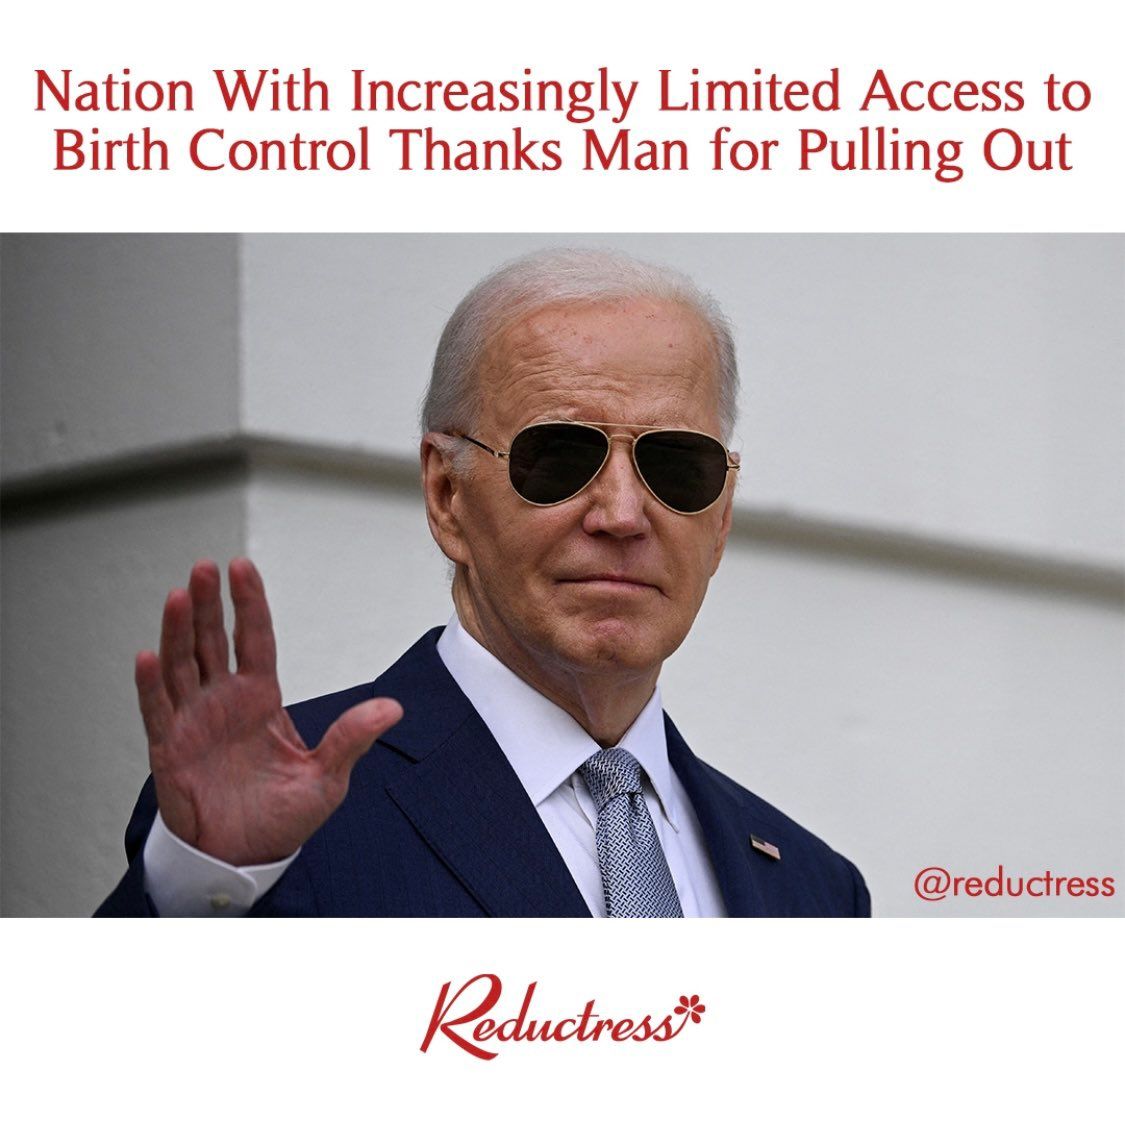 Nation With Increasingly Limited Access to
Birth Control Thanks Man for Pulling Out
@reductress
Reductress